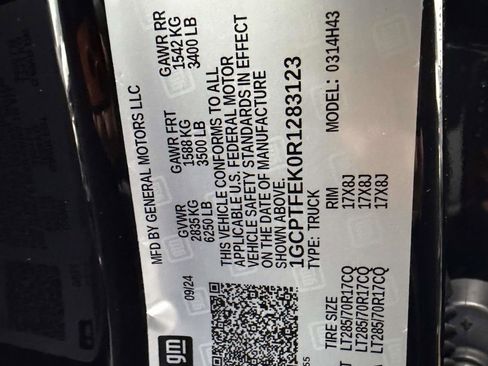 gm
MFD BY GENERAL MOTORS LLC
09/24
GVWR
2835 KG
6250 LB
GAWR FRT
1588 KG
3500 LB
GAWR RR
1542 KG
3400 LB
THIS VEHICLE CONFORMS TO ALL
APPLICABLE U.S. FEDERAL MOTOR
VEHICLE SAFETY STANDARDS IN EFFECT
ON THE DATE OF MANUFACTURE
SHOWN ABOVE.
1GCPTFEK0R1283123
TYPE: TRUCK
MODEL: 0314H43
TIRE SIZE
RIM
LT285/70R17CQ
17X8J
LT285/70R17CQ
17X8J
LT285/70R17CQ
17X8J